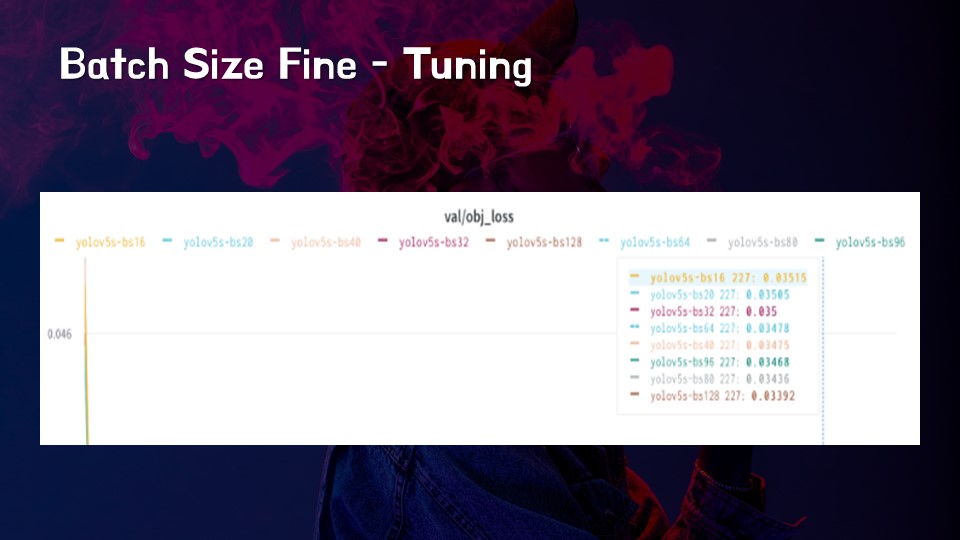 Batch Size Fine - Tuning
val/obj_loss
yolov5s-bs16 yolov5s-bs20 yolov5s-bs40 yolov5s-bs32 yolov5s-bs128 yolov5s-bs64 yolov5s-bs80 yolov5s-bs96
yolov5s-bs16 227: 0.03515
yolov5s-bs20 227: 0.03505
yolov5s-bs32 227: 0.035
yolov5s-bs64 227: 0.03478
0.046
yolov5s-bs40 227: 0.03475
yolov5s-bs96 227: 0.03468
yolov5s-bs80 227: 0.03436
yolov5s-bs128 227: 0.03392